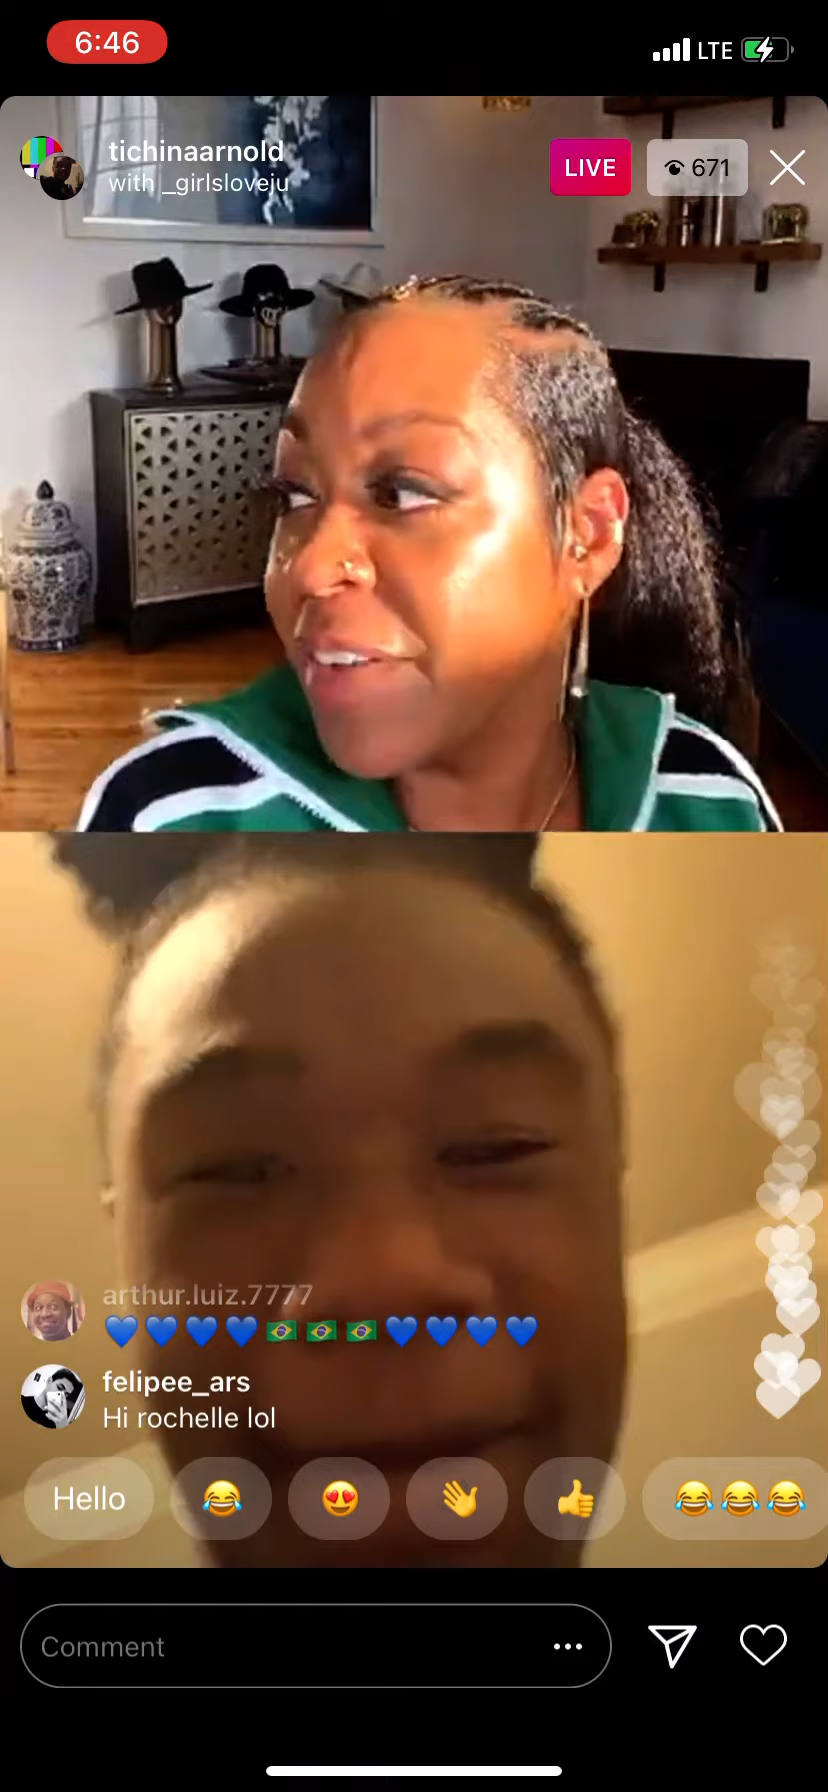 6:46
LTE
tichinaarnold
with _girlsloveju
LIVE
671
arthur.luiz.7777
💙💙💙💙🇧🇷🇧🇷🇧🇷💙💙💙💙
felipee_ars
Hi rochelle lol
Hello
😂
😍
👋
👍
😂😂😂
Comment